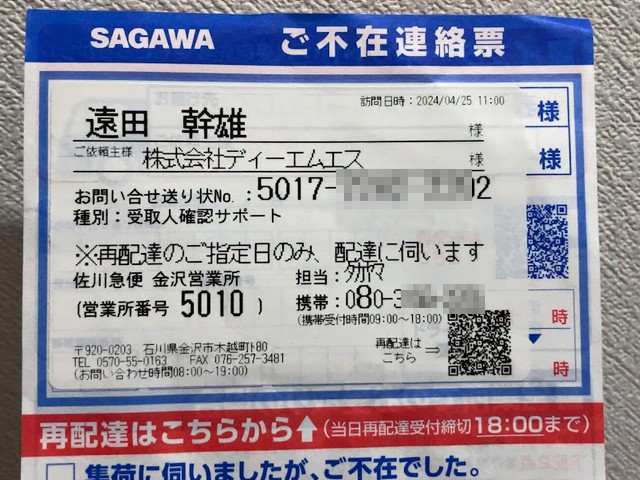 SAGAWA ご不在連絡票
訪問日時：2024/04/25 11:00
遠田 幹雄 様
様
ご依頼主様 株式会社ディーエムエス 様
様
お問い合せ送り状No.：5017- 02
種別：受取人確認サポート
※再配達のご指定日のみ、配達に伺います
佐川急便 金沢営業所
担当：
(営業所番号 5010 )
携帯：080-3
(携帯受付時間09:00～18:00)
時
〒920-0203 石川県金沢市木越町ﾄ80
TEL 0570-55-0163 FAX 076-257-3481
(お問い合わせ時間08:00～19:00)
再配達は⇒
こちら
時
再配達はこちらから↑(当日再配達受付締切18:00まで)
集荷に伺いましたが、ご不在でした。